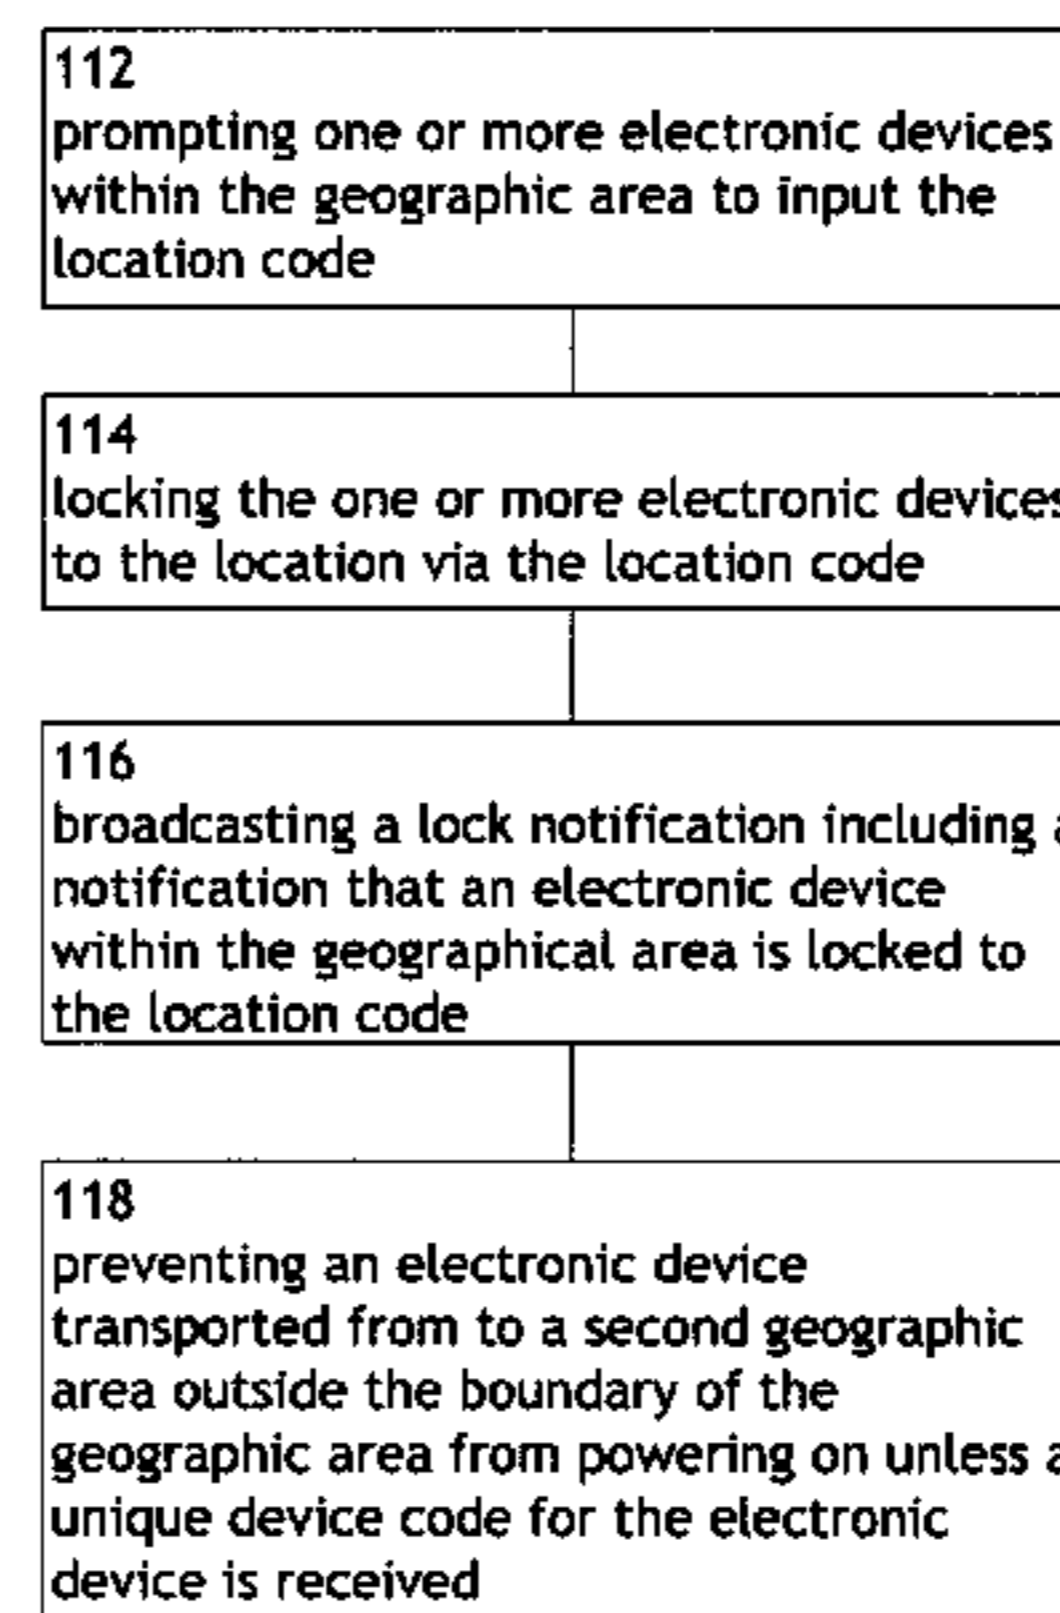 112
prompting one or more electronic devices
within the geographic area to input the
location code
114
locking the one or more electronic devices
to the location via the location code
116
broadcasting a lock notification including a
notification that an electronic device
within the geographical area is locked to
the location code
118
preventing an electronic device
transported from to a second geographic
area outside the boundary of the
geographic area from powering on unless a
unique device code for the electronic
device is received